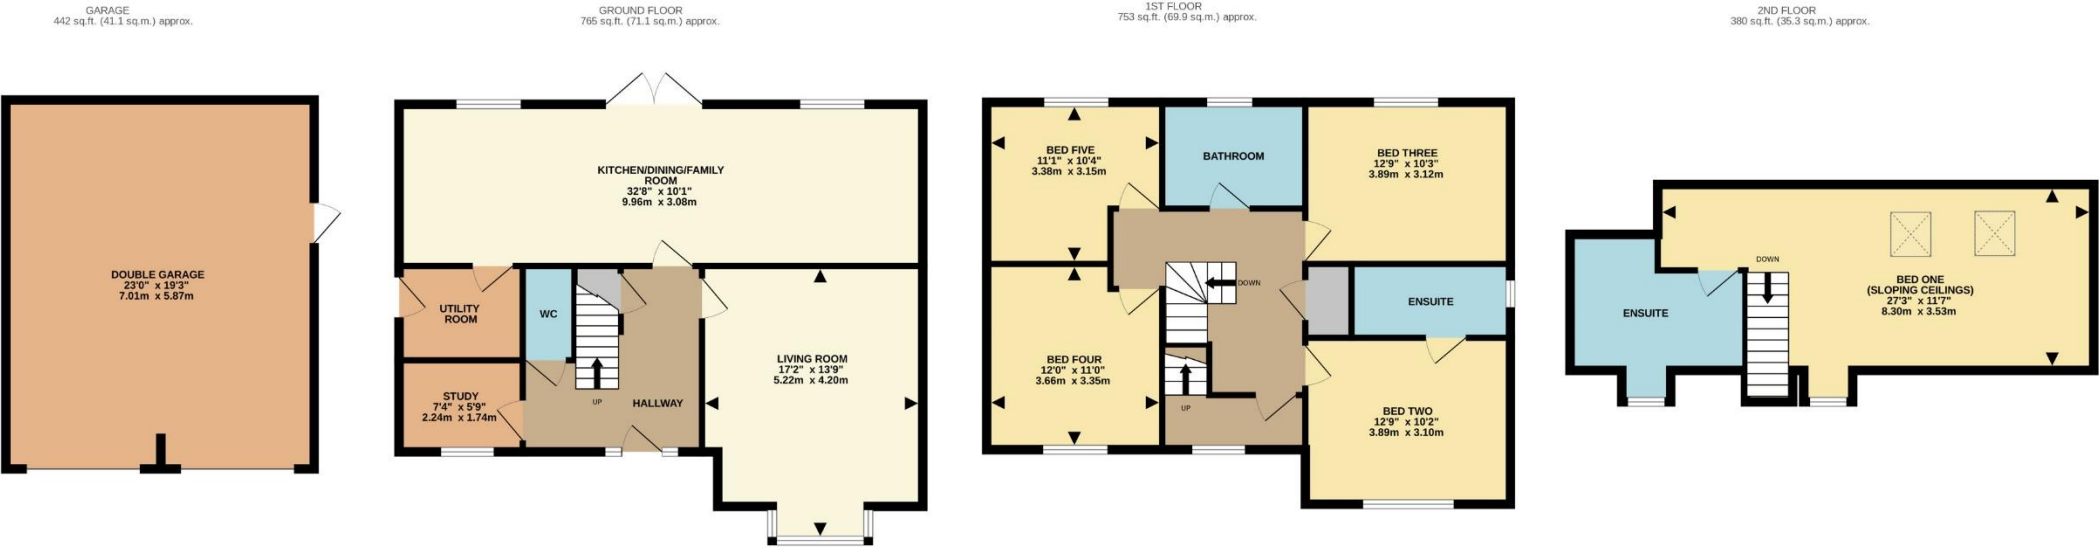 GARAGE
442 sq.ft. (41.1 sq.m.) approx.
DOUBLE GARAGE
23'0" x 19'3"
7.01m x 5.87m
GROUND FLOOR
765 sq.ft. (71.1 sq.m.) approx.
KITCHEN/DINING/FAMILY
ROOM
32'8" x 10'1"
9.96m x 3.08m
UTILITY
ROOM
WC
STUDY
7'4" x 5'9"
2.24m x 1.74m
UP
HALLWAY
LIVING ROOM
17'2" x 13'9"
5.22m x 4.20m
1ST FLOOR
753 sq.ft. (69.9 sq.m.) approx.
BED FIVE
11'1" x 10'4"
3.38m x 3.15m
BATHROOM
BED THREE
12'9" x 10'3"
3.89m x 3.12m
DOWN
ENSUITE
BED FOUR
12'0" x 11'0"
3.66m x 3.35m
UP
BED TWO
12'9" x 10'2"
3.89m x 3.10m
2ND FLOOR
380 sq.ft. (35.3 sq.m.) approx.
ENSUITE
DOWN
BED ONE
(SLOPING CEILINGS)
27'3" x 11'7"
8.30m x 3.53m